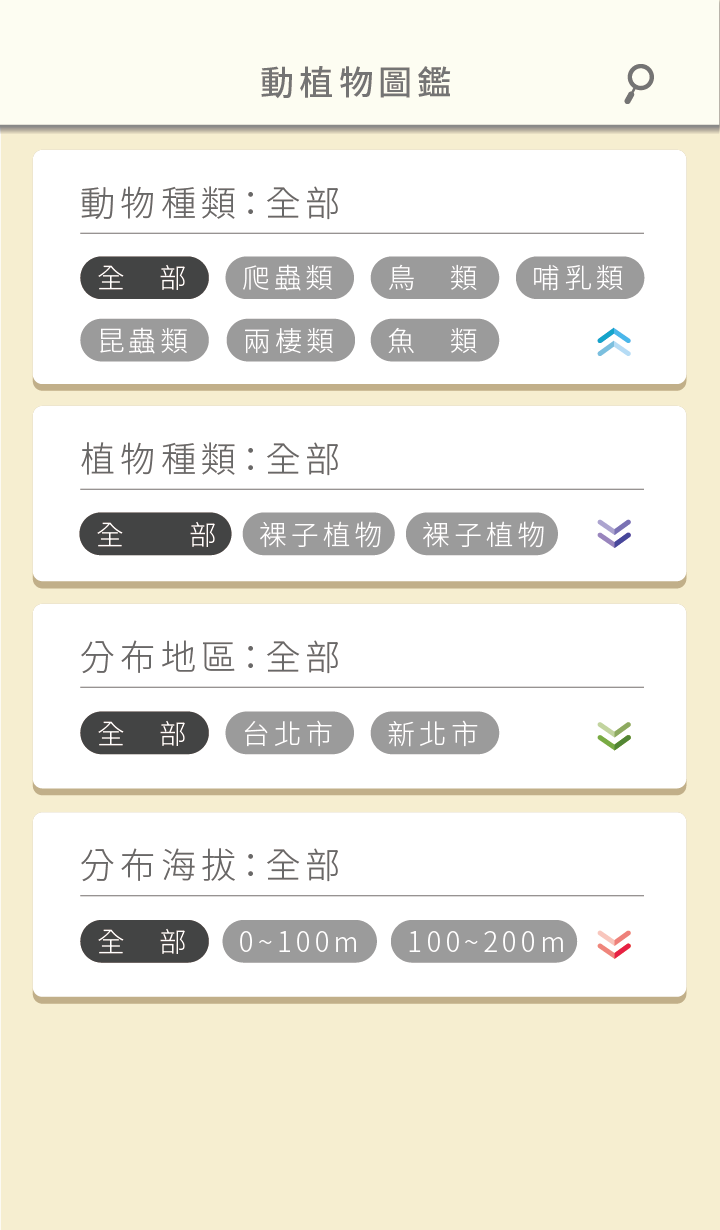 動植物圖鑑
動物種類：全部
全 部 爬蟲類 鳥 類 哺乳類
昆蟲類 兩棲類 魚 類
植物種類：全部
全 部 裸子植物 裸子植物
分布地區：全部
全 部 台北市 新北市
分布海拔：全部
全 部 0~100m 100~200m